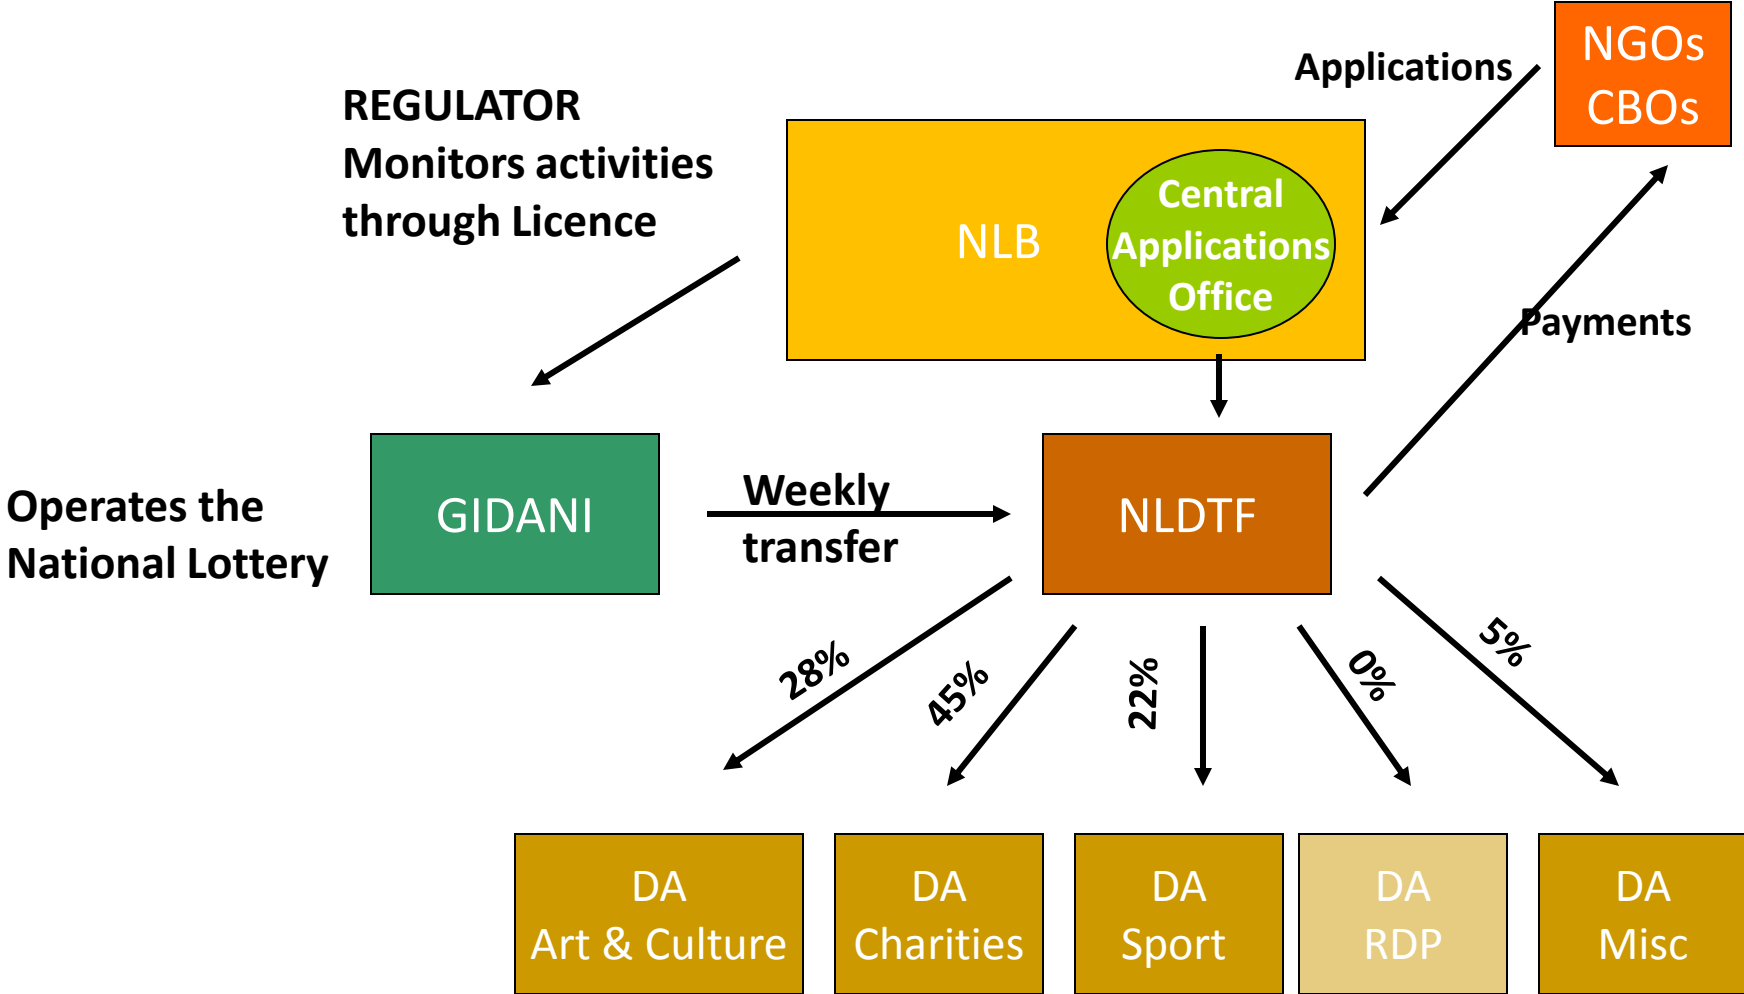 NGOs
CBOs
Applications
REGULATOR
Monitors activities
through Licence
NLB
Central
Applications
Office
Payments
Operates the
National Lottery
GIDANI
Weekly
transfer
NLDTF
28%
45%
22%
0%
5%
DA
Art & Culture
DA
Charities
DA
Sport
DA
RDP
DA
Misc